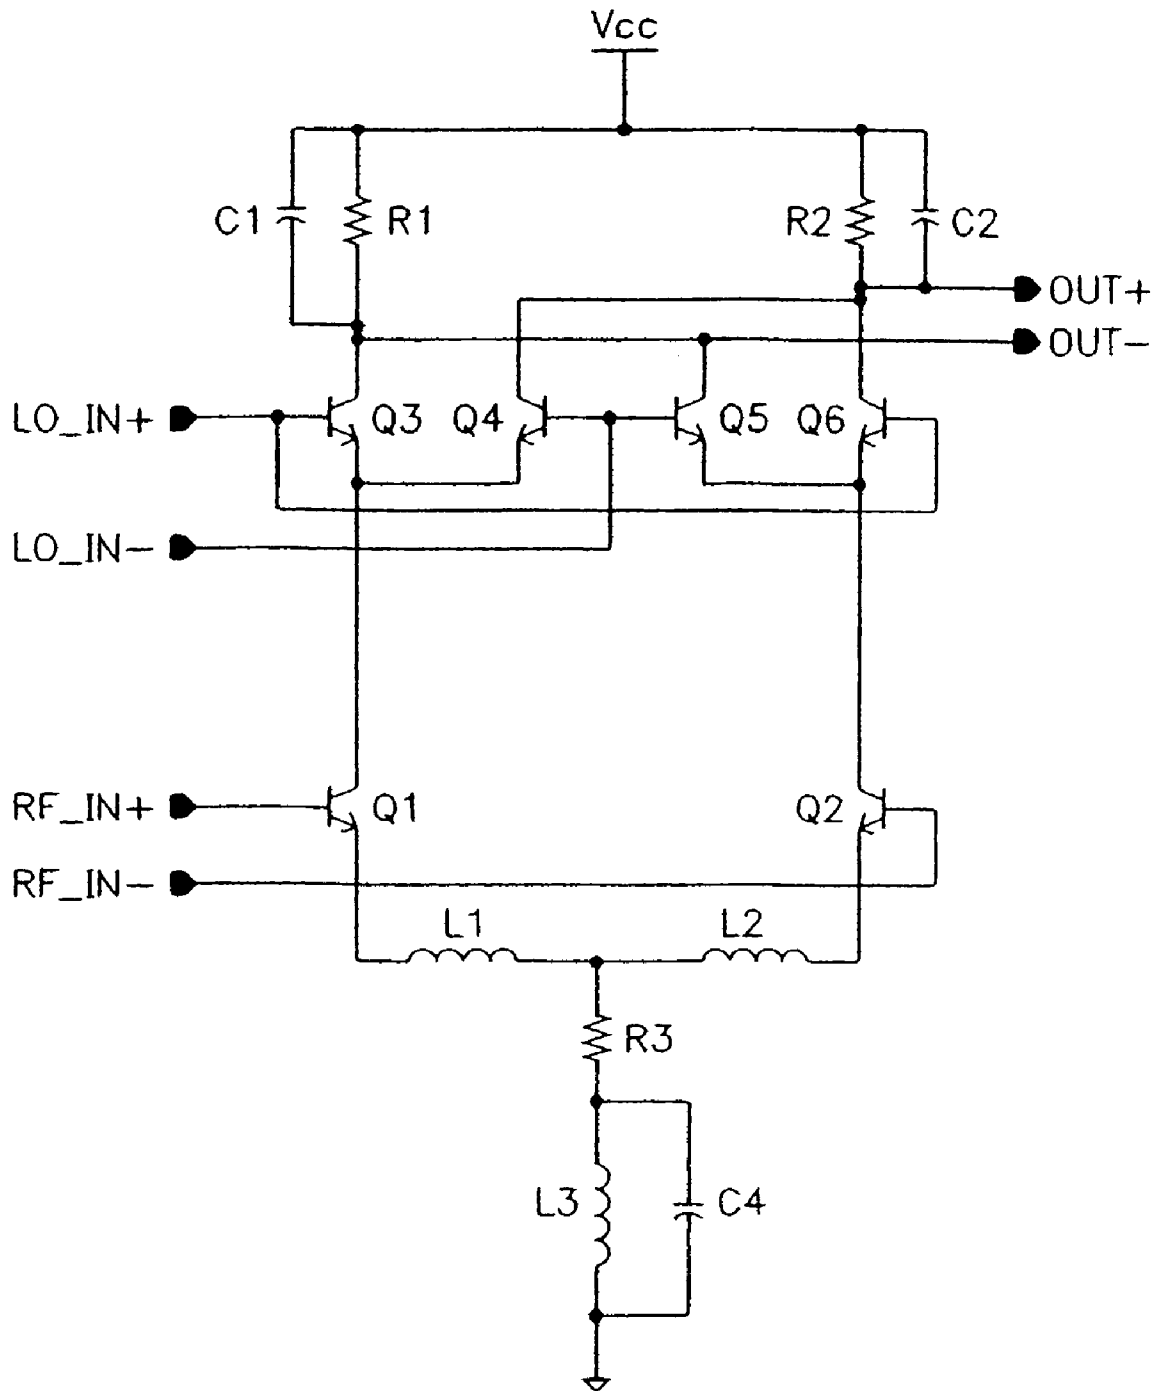 Vcc
C1
R1
R2
C2
OUT+
OUT-
LO_IN+
Q3
Q4
Q5
Q6
LO_IN-
RF_IN+
Q1
Q2
RF_IN-
L1
L2
R3
L3
C4